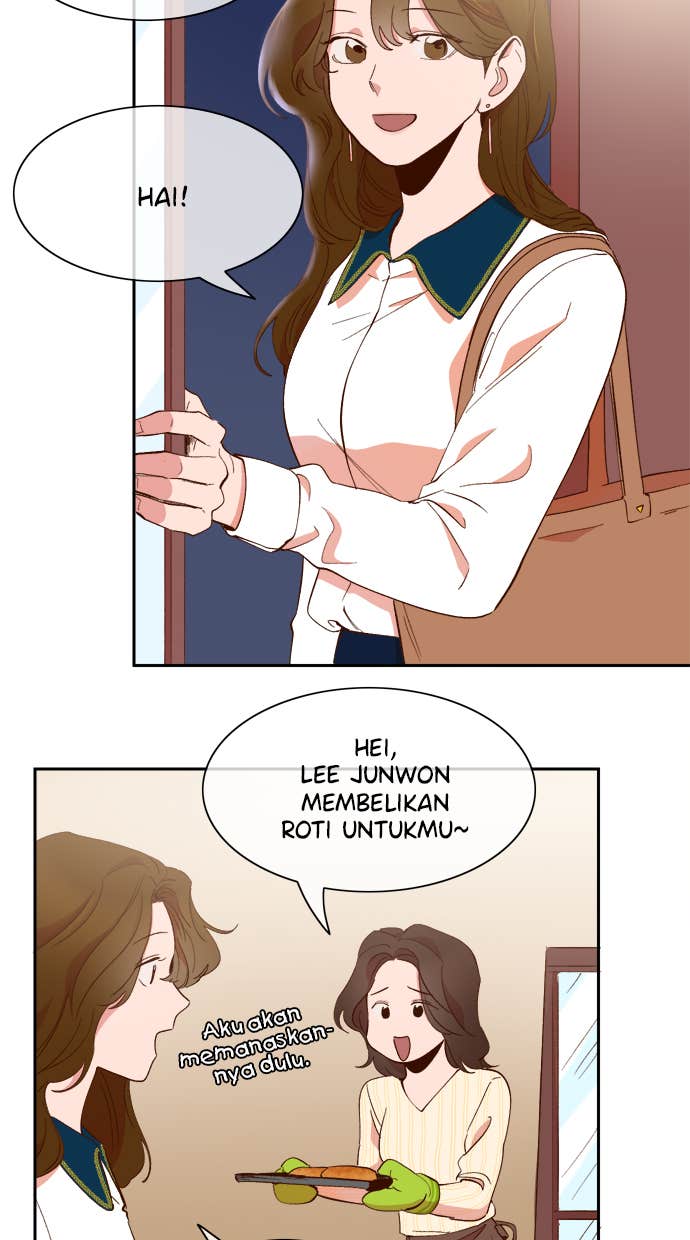 HAI!
HEI,
LEE JUNWON
MEMBELIKAN
ROTI UNTUKMU~
Aku akan
memanaskan-
nya dulu.